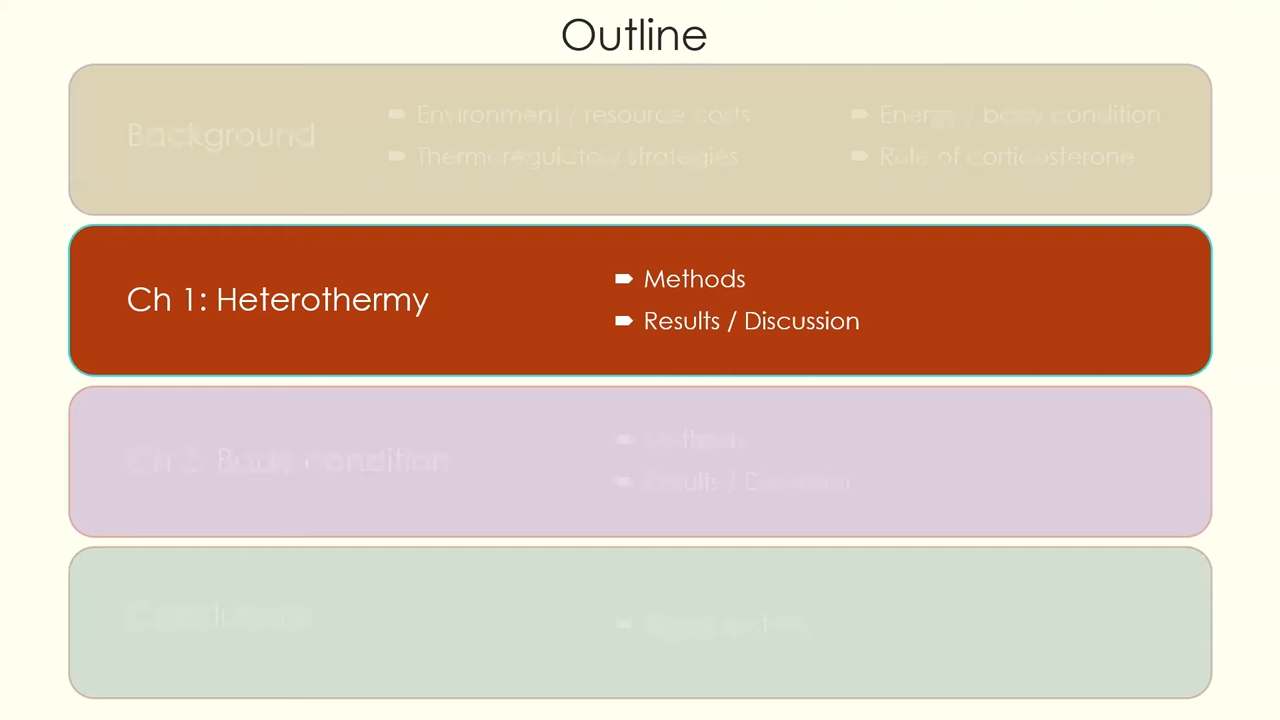 Outline
Background
Environment / resource costs
Thermoregulatory strategies
Energy / body condition
Role of corticosterone
Ch 1: Heterothermy
Methods
Results / Discussion
Ch 2: Body condition
Methods
Results / Discussion